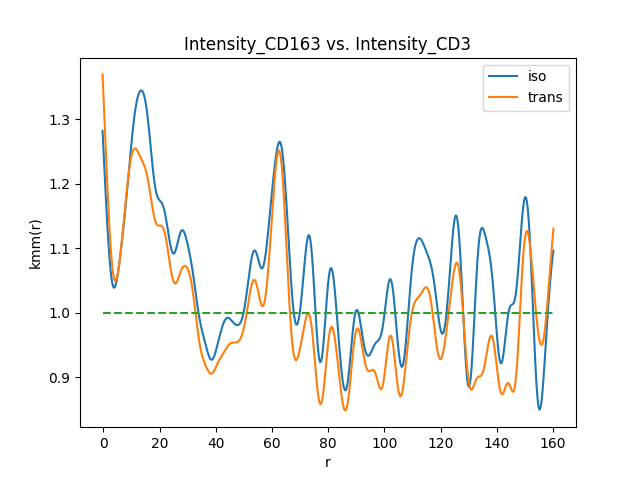 Intensity_CD163 vs. Intensity_CD3
iso
trans
1.3
1.2
1.1
1.0
0.9
kmm(r)
0 20 40 60 80 100 120 140 160
r